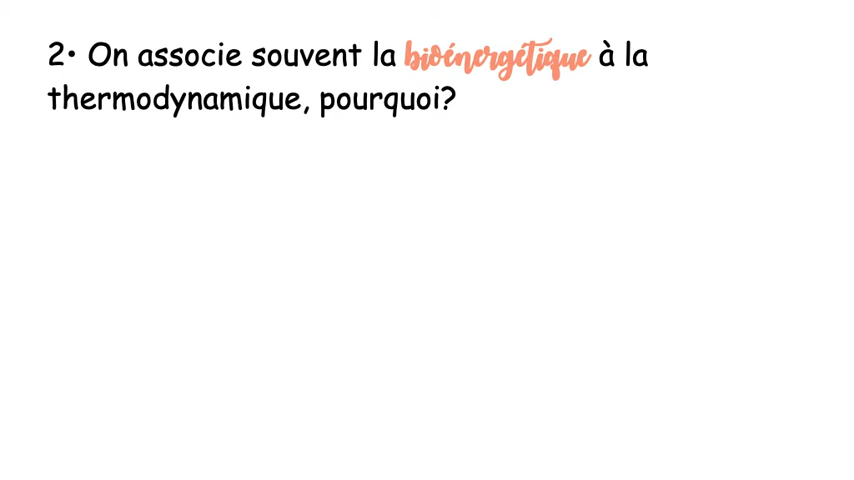 2• On associe souvent la bioénergétique à la
thermodynamique, pourquoi?